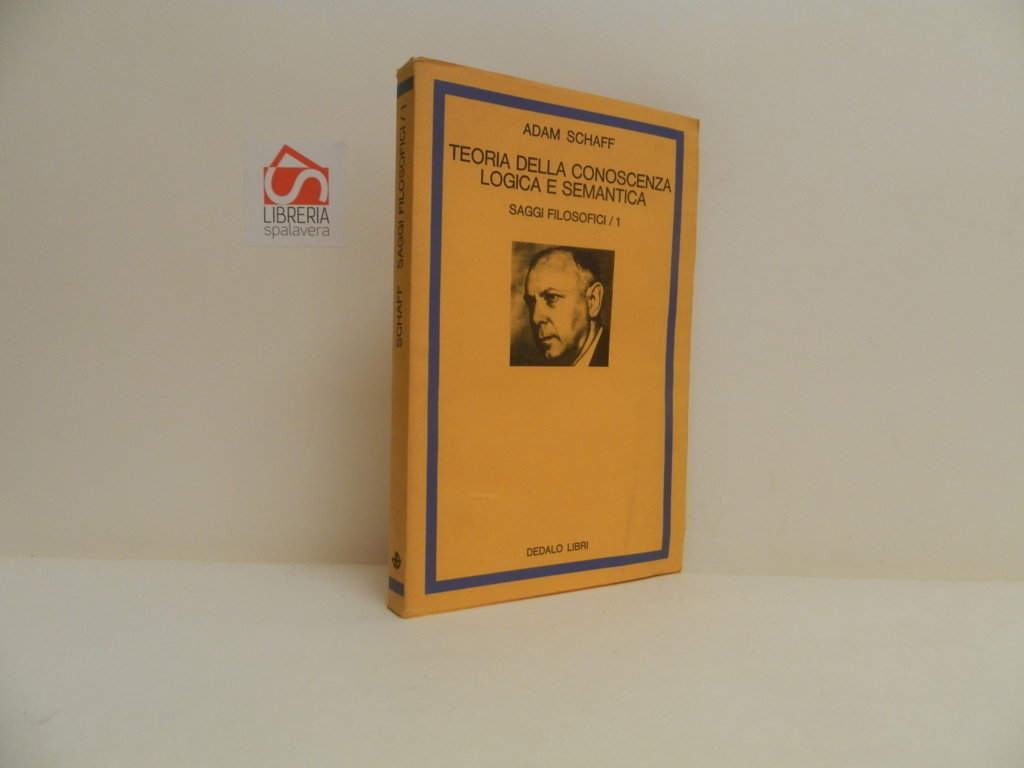 LIBRERIA
spalavera
SCHAFF SAGGI FILOSOFICI / 1
ADAM SCHAFF
TEORIA DELLA CONOSCENZA
LOGICA E SEMANTICA
SAGGI FILOSOFICI / 1
DEDALO LIBRI